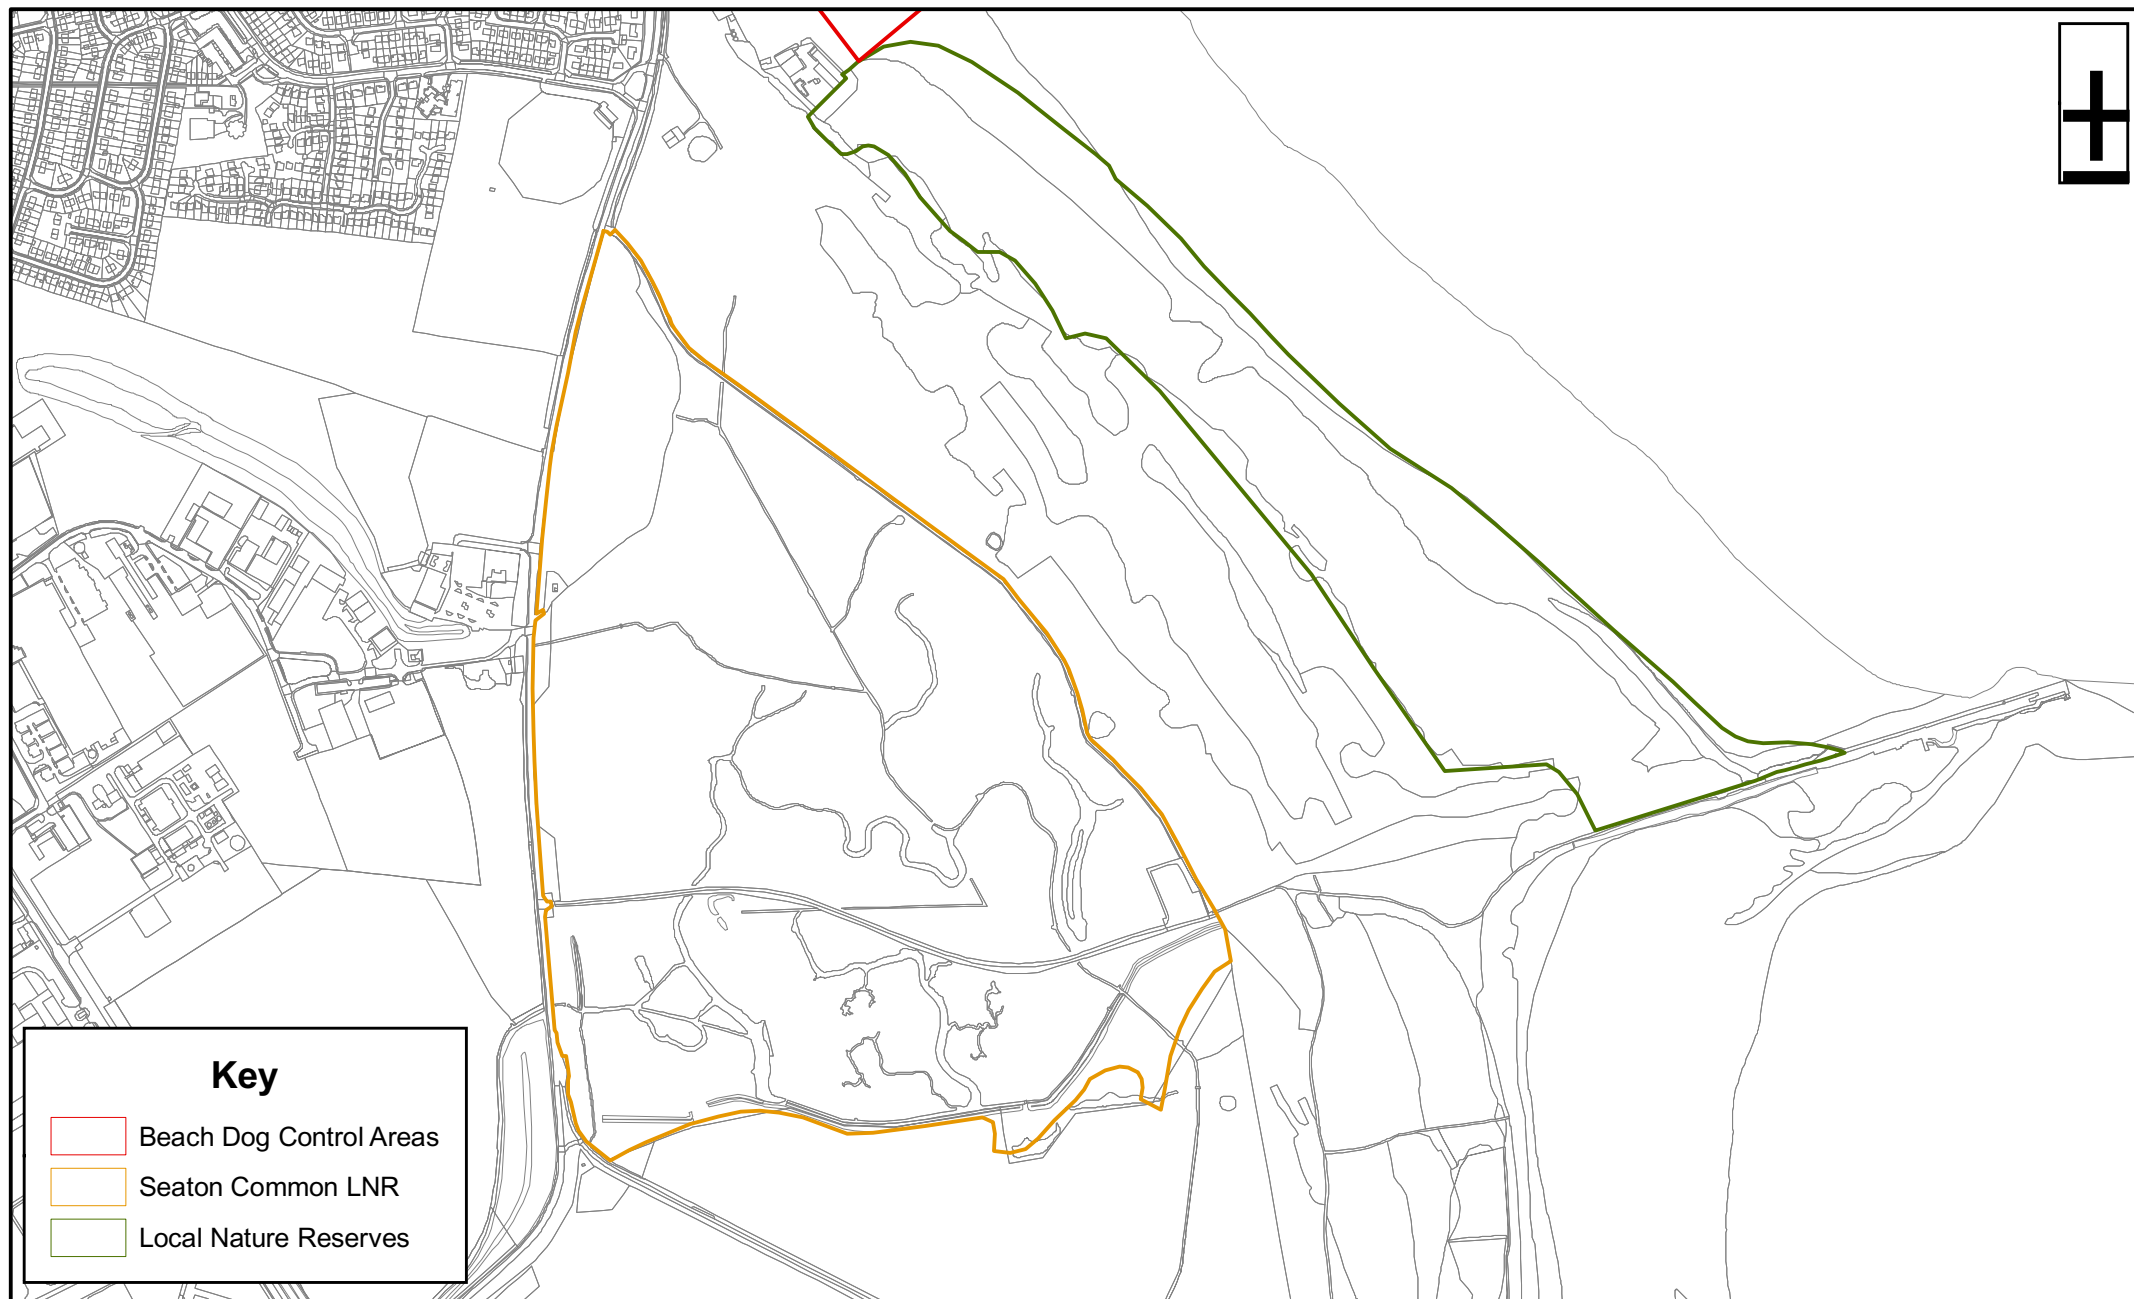 Key
Beach Dog Control Areas
Seaton Common LNR
Local Nature Reserves